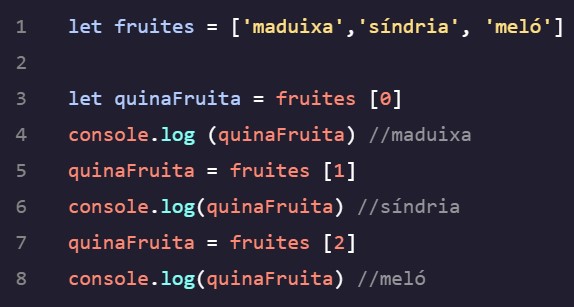 1 let fruites = ['maduixa','síndria', 'meló']
2
3 let quinaFruita = fruites [0]
4 console.log (quinaFruita) //maduixa
5 quinaFruita = fruites [1]
6 console.log(quinaFruita) //síndria
7 quinaFruita = fruites [2]
8 console.log(quinaFruita) //meló